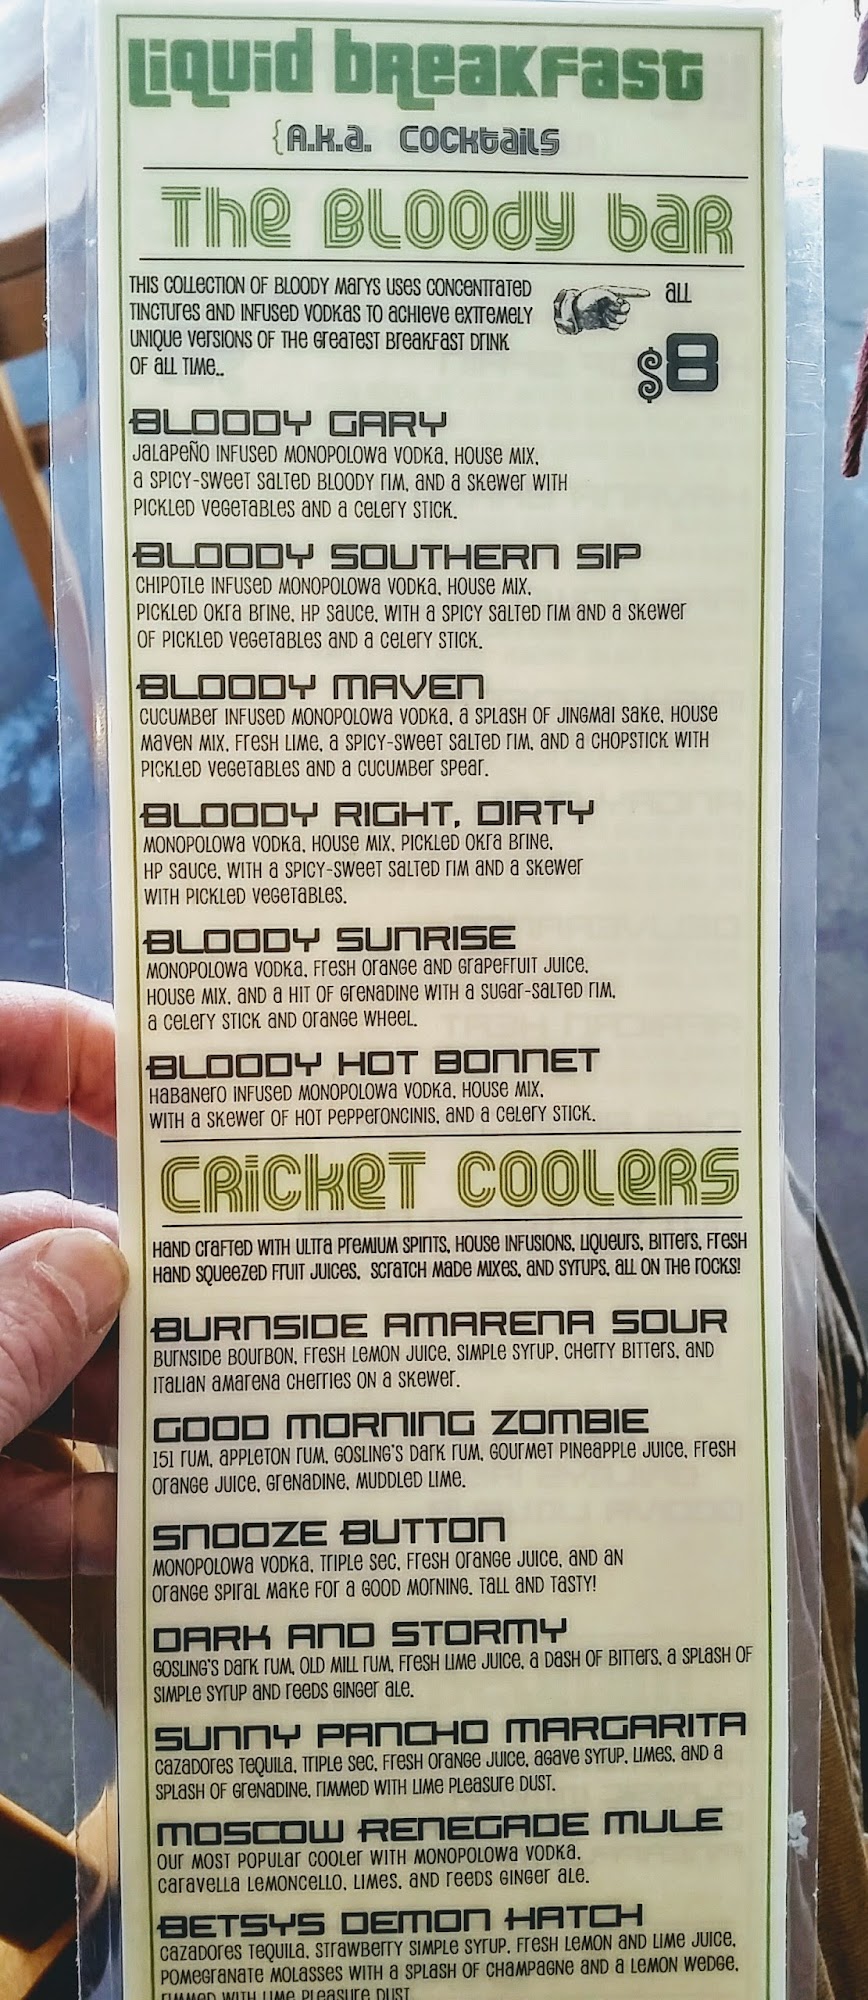 Liquid Breakfast
{A.K.A. Cocktails
The Bloody Bar
THIS COLLECTION OF BLOODY MARYS USES CONCENTRATED
TINCTURES AND INFUSED VODKAS TO ACHIEVE EXTREMELY
UNIQUE VERSIONS OF THE GREATEST BREAKFAST DRINK
OF ALL TIME..
ALL
$8
BLOODY GARY
JALAPEÑO INFUSED MONOPOLOWA VODKA, HOUSE MIX,
A SPICY-SWEET SALTED BLOODY RIM, AND A SKEWER WITH
PICKLED VEGETABLES AND A CELERY STICK.
BLOODY SOUTHERN SIP
CHIPOTLE INFUSED MONOPOLOWA VODKA, HOUSE MIX,
PICKLED OKRA BRINE, HP SAUCE, WITH A SPICY SALTED RIM AND A SKEWER
OF PICKLED VEGETABLES AND A CELERY STICK.
BLOODY MAVEN
CUCUMBER INFUSED MONOPOLOWA VODKA, A SPLASH OF JINGMAI SAKE, HOUSE
MAVEN MIX, FRESH LIME, A SPICY-SWEET SALTED RIM, AND A CHOPSTICK WITH
PICKLED VEGETABLES AND A CUCUMBER SPEAR.
BLOODY RIGHT, DIRTY
MONOPOLOWA VODKA, HOUSE MIX, PICKLED OKRA BRINE,
HP SAUCE, WITH A SPICY-SWEET SALTED RIM AND A SKEWER
WITH PICKLED VEGETABLES.
BLOODY SUNRISE
MONOPOLOWA VODKA, FRESH ORANGE AND GRAPEFRUIT JUICE,
HOUSE MIX, AND A HIT OF GRENADINE WITH A SUGAR-SALTED RIM,
A CELERY STICK AND ORANGE WHEEL.
BLOODY HOT BONNET
HABANERO INFUSED MONOPOLOWA VODKA, HOUSE MIX,
WITH A SKEWER OF HOT PEPPERONCINIS, AND A CELERY STICK.
CRICKET COOLERS
HAND CRAFTED WITH ULTRA PREMIUM SPIRITS, HOUSE INFUSIONS, LIQUEURS, BITTERS, FRESH
HAND SQUEEZED FRUIT JUICES, SCRATCH MADE MIXES, AND SYRUPS, ALL ON THE ROCKS!
BURNSIDE AMARENA SOUR
BURNSIDE BOURBON, FRESH LEMON JUICE, SIMPLE SYRUP, CHERRY BITTERS, AND
ITALIAN AMARENA CHERRIES ON A SKEWER.
GOOD MORNING ZOMBIE
151 RUM, APPLETON RUM, GOSLING'S DARK RUM, GOURMET PINEAPPLE JUICE, FRESH
ORANGE JUICE, GRENADINE, MUDDLED LIME.
SNOOZE BUTTON
MONOPOLOWA VODKA, TRIPLE SEC, FRESH ORANGE JUICE, AND AN
ORANGE SPIRAL MAKE FOR A GOOD MORNING. TALL AND TASTY!
DARK AND STORMY
GOSLING'S DARK RUM, OLD MILL RUM, FRESH LIME JUICE, A DASH OF BITTERS, A SPLASH OF
SIMPLE SYRUP AND REEDS GINGER ALE.
SUNNY PANCHO MARGARITA
CAZADORES TEQUILA, TRIPLE SEC, FRESH ORANGE JUICE, AGAVE SYRUP, LIMES, AND A
SPLASH OF GRENADINE, RIMMED WITH LIME PLEASURE DUST.
MOSCOW RENEGADE MULE
OUR MOST POPULAR COOLER WITH MONOPOLOWA VODKA,
CARAVELLA LEMONCELLO, LIMES, AND REEDS GINGER ALE.
BETSYS DEMON HATCH
CAZADORES TEQUILA, STRAWBERRY SIMPLE SYRUP, FRESH LEMON AND LIME JUICE,
POMEGRANATE MOLASSES WITH A SPLASH OF CHAMPAGNE AND A LEMON WEDGE,
RIMMED WITH LIME PLEASURE DUST